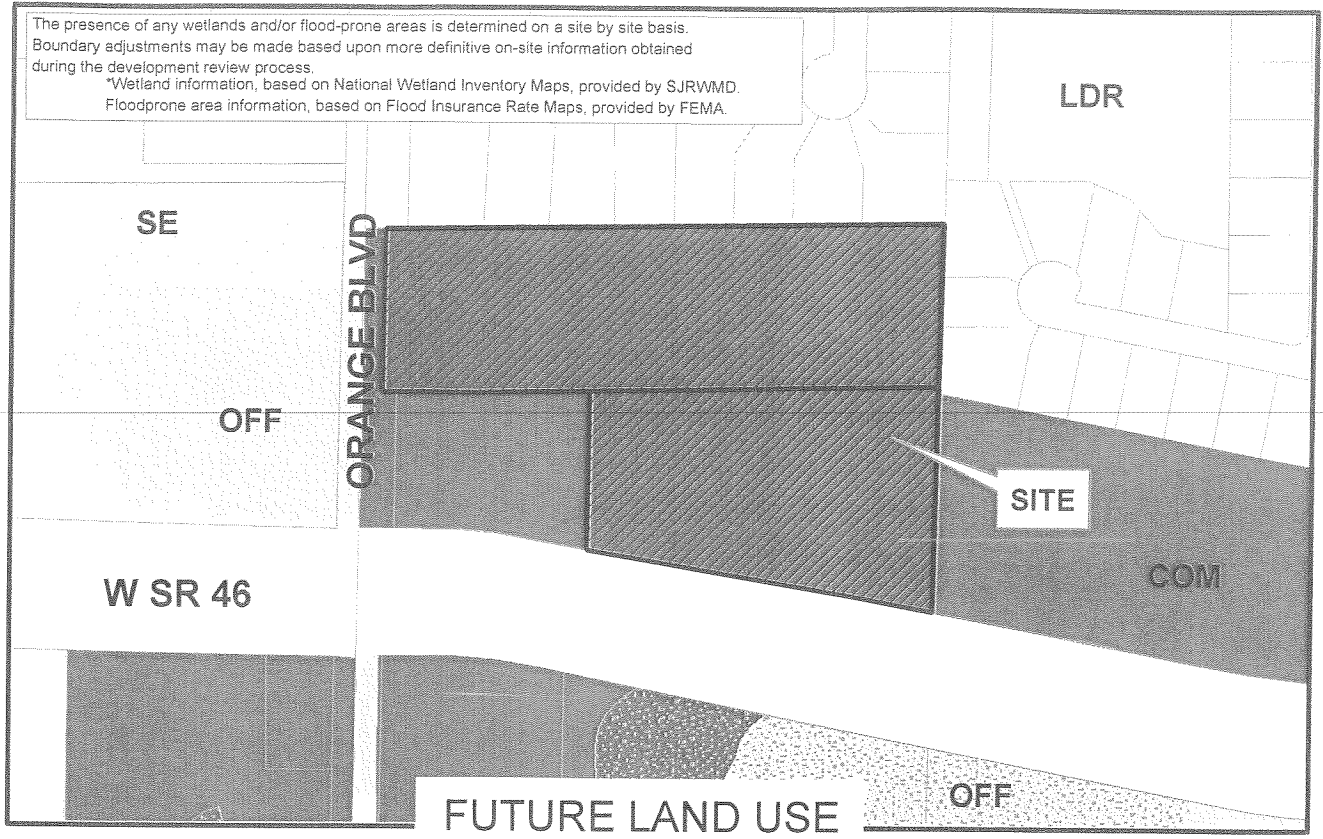 The presence of any wetlands and/or flood-prone areas is determined on a site by site basis.
Boundary adjustments may be made based upon more definitive on-site information obtained
during the development review process.
*Wetland information, based on National Wetland Inventory Maps, provided by SJRWMD.
Floodprone area information, based on Flood Insurance Rate Maps, provided by FEMA.
LDR
SE
ORANGE BLVD
OFF
SITE
COM
W SR 46
OFF
FUTURE LAND USE